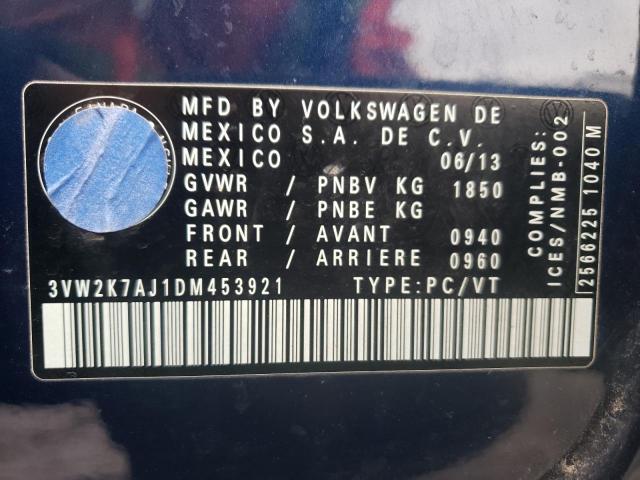 CANADA
MFD BY VOLKSWAGEN DE
MEXICO S.A. DE C.V.
MEXICO 06/13
GVWR / PNBV KG 1850
GAWR / PNBE KG
FRONT / AVANT 0940
REAR / ARRIERE 0960
3VW2K7AJ1DM453921 TYPE:PC/VT
COMPLIES:
ICES/NMB-002
2566225 1040 M